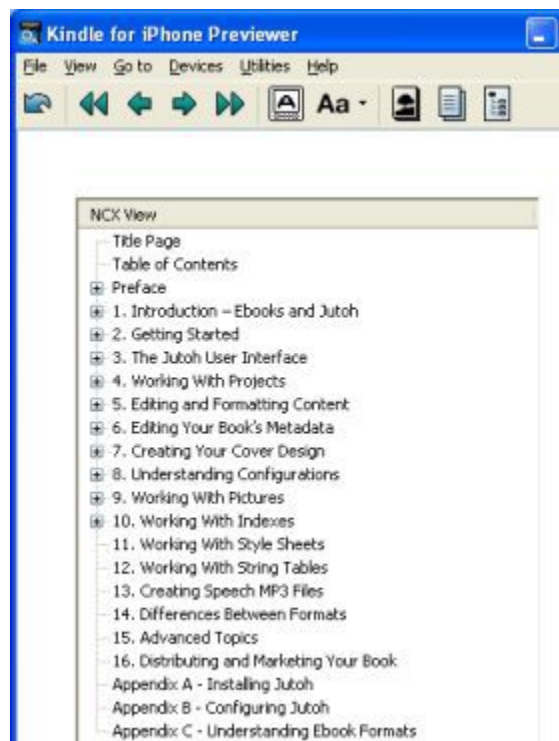 Kindle for iPhone Previewer
File View Go to Devices Utilities Help
A Aa
NCX View
Title Page
Table of Contents
Preface
1. Introduction – Ebooks and Jutoh
2. Getting Started
3. The Jutoh User Interface
4. Working With Projects
5. Editing and Formatting Content
6. Editing Your Book's Metadata
7. Creating Your Cover Design
8. Understanding Configurations
9. Working With Pictures
10. Working With Indexes
11. Working With Style Sheets
12. Working With String Tables
13. Creating Speech MP3 Files
14. Differences Between Formats
15. Advanced Topics
16. Distributing and Marketing Your Book
Appendix A - Installing Jutoh
Appendix B - Configuring Jutoh
Appendix C - Understanding Ebook Formats